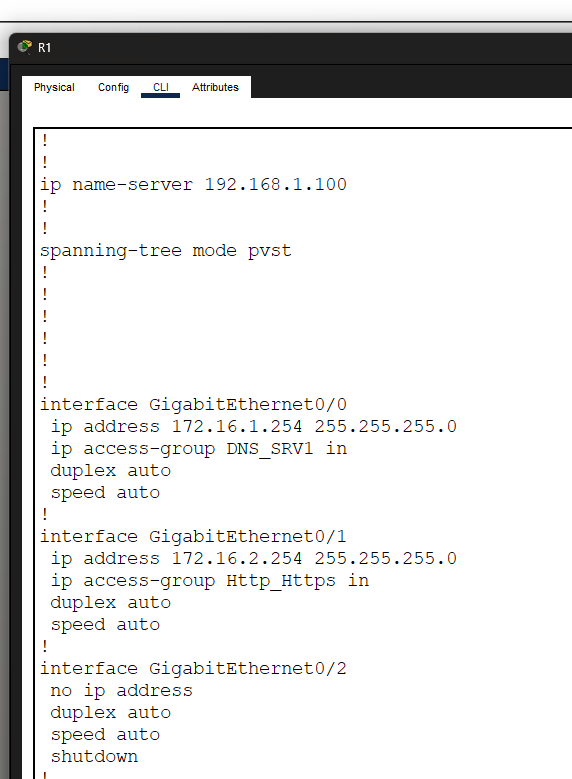 R1
Physical Config CLI Attributes
!
!
ip name-server 192.168.1.100
!
!
spanning-tree mode pvst
!
!
!
!
!
!
interface GigabitEthernet0/0
 ip address 172.16.1.254 255.255.255.0
 ip access-group DNS_SRV1 in
 duplex auto
 speed auto
!
interface GigabitEthernet0/1
 ip address 172.16.2.254 255.255.255.0
 ip access-group Http_Https in
 duplex auto
 speed auto
!
interface GigabitEthernet0/2
 no ip address
 duplex auto
 speed auto
 shutdown
!